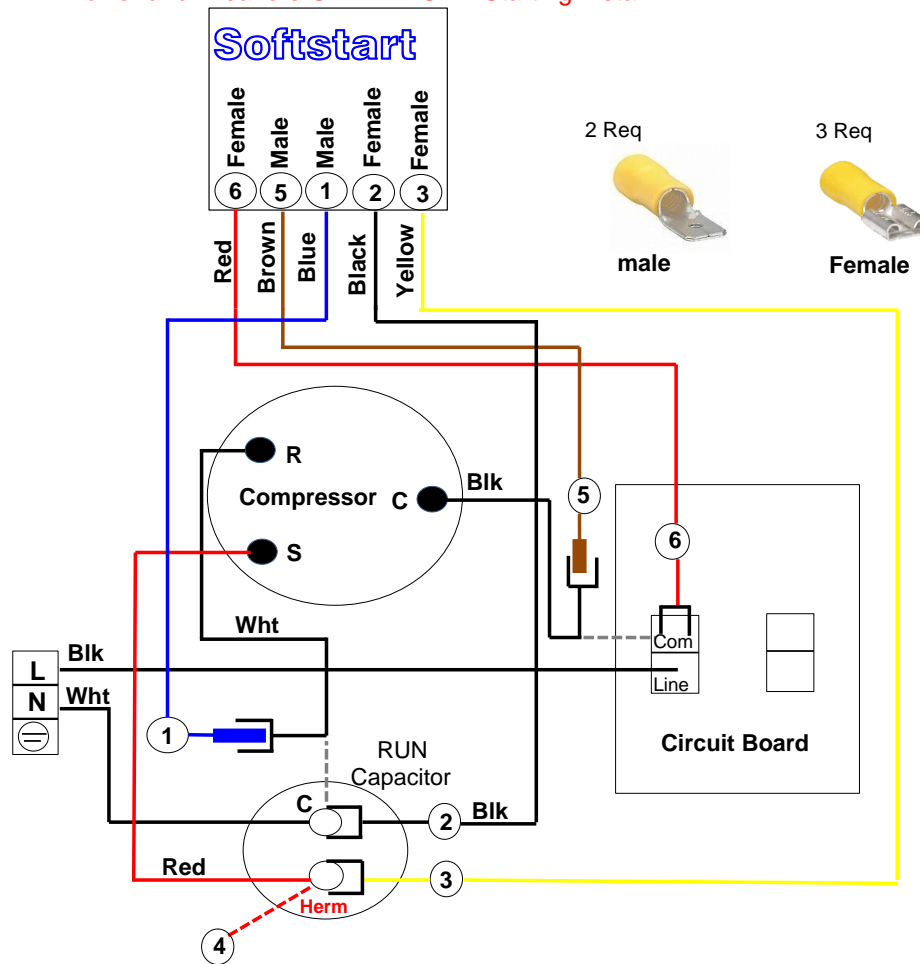 Softstart
Female
Male
Male
Female
Female
6
5
1
2
3
Red
Brown
Blue
Black
Yellow
2 Req
3 Req
male
Female
R
Compressor
C
Blk
S
5
6
Com
Line
Circuit Board
Wht
L
Blk
N
Wht
1
RUN
Capacitor
C
2
Blk
Red
Herm
3
4